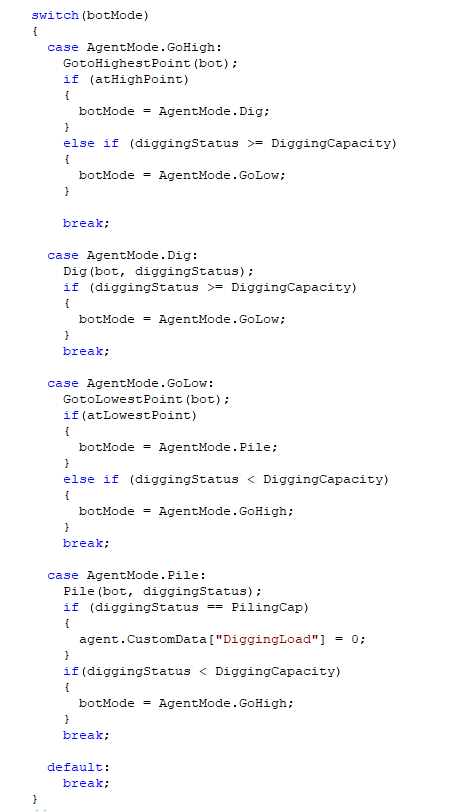 switch(botMode)
{
case AgentMode.GoHigh:
GotoHighestPoint(bot);
if (atHighPoint)
{
botMode = AgentMode.Dig;
}
else if (diggingStatus >= DiggingCapacity)
{
botMode = AgentMode.GoLow;
}
break;
case AgentMode.Dig:
Dig(bot, diggingStatus);
if (diggingStatus >= DiggingCapacity)
{
botMode = AgentMode.GoLow;
}
break;
case AgentMode.GoLow:
GotoLowestPoint(bot);
if(atLowestPoint)
{
botMode = AgentMode.Pile;
}
else if (diggingStatus < DiggingCapacity)
{
botMode = AgentMode.GoHigh;
}
break;
case AgentMode.Pile:
Pile(bot, diggingStatus);
if (diggingStatus == PilingCap)
{
agent.CustomData["DiggingLoad"] = 0;
}
if(diggingStatus < DiggingCapacity)
{
botMode = AgentMode.GoHigh;
}
break;
default:
break;
}